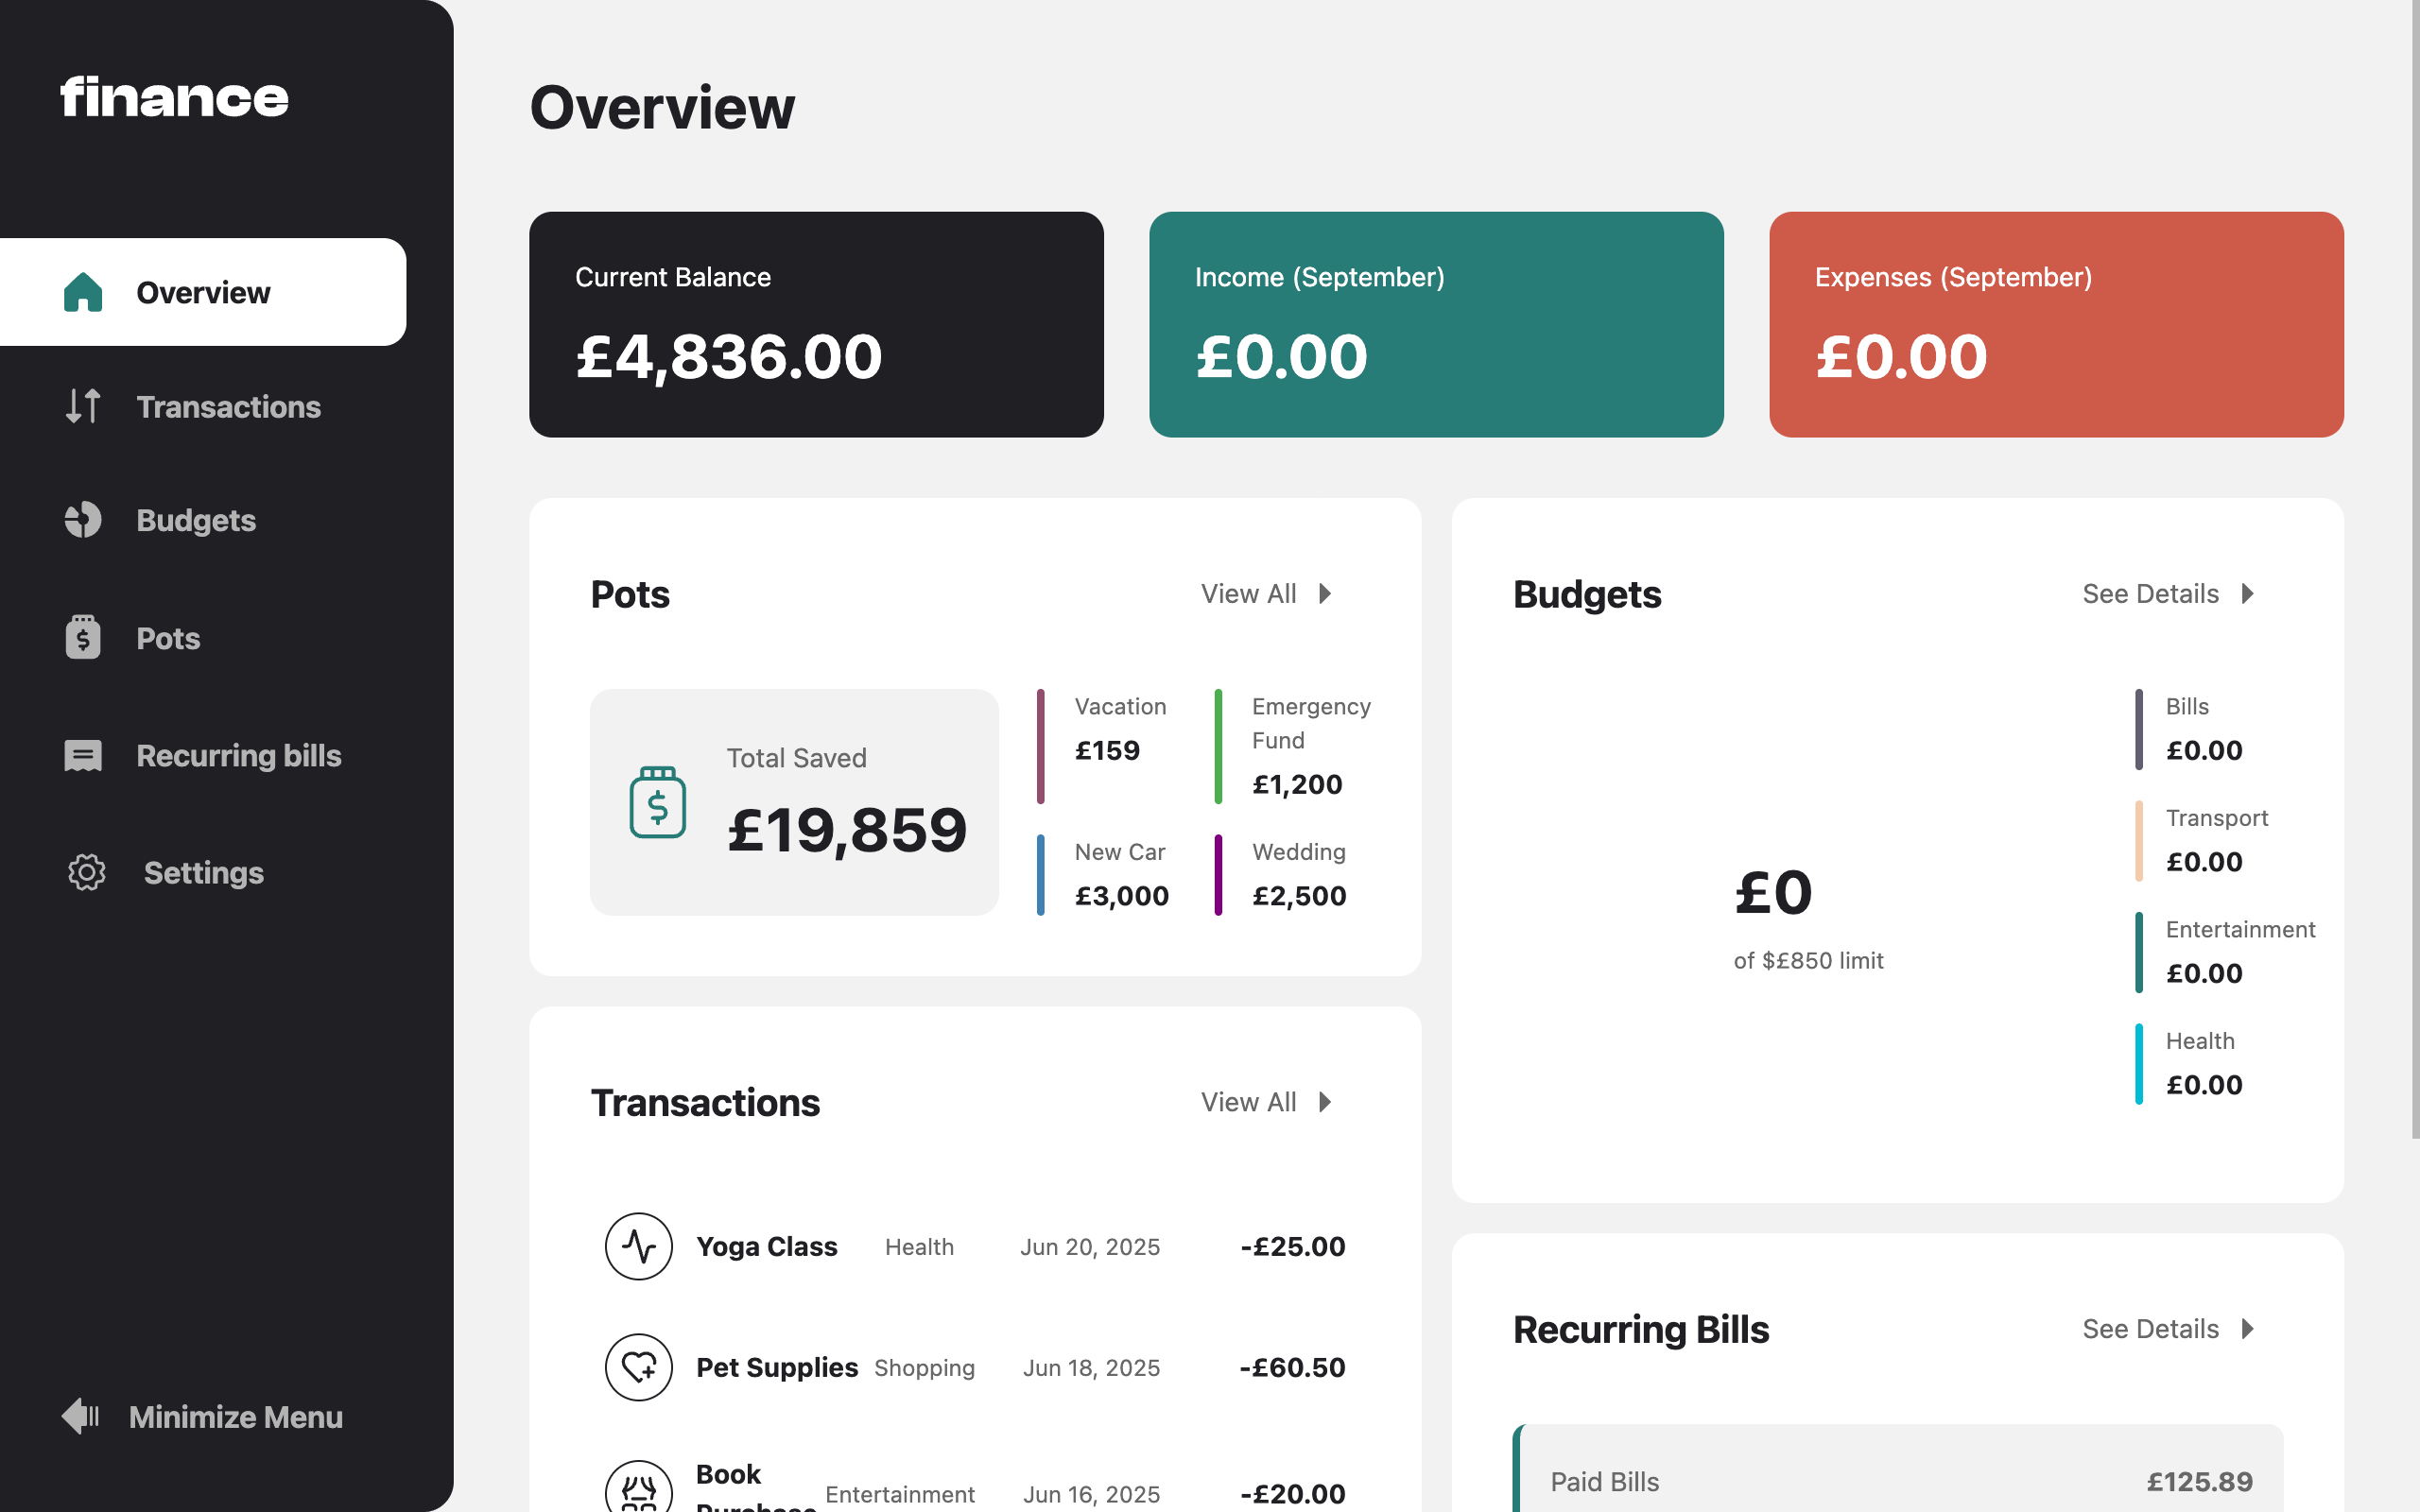 finance
Overview
Transactions
Budgets
Pots
Recurring bills
Settings
Minimize Menu
Overview
Current Balance
£4,836.00
Income (September)
£0.00
Expenses (September)
£0.00
Pots
View All
Total Saved
£19,859
Vacation
£159
Emergency
Fund
£1,200
New Car
£3,000
Wedding
£2,500
Budgets
See Details
£0
of $£850 limit
Bills
£0.00
Transport
£0.00
Entertainment
£0.00
Health
£0.00
Transactions
View All
Yoga Class Health Jun 20, 2025 -£25.00
Pet Supplies Shopping Jun 18, 2025 -£60.50
Book
Purchase Entertainment Jun 16, 2025 -£20.00
Recurring Bills
See Details
Paid Bills £125.89